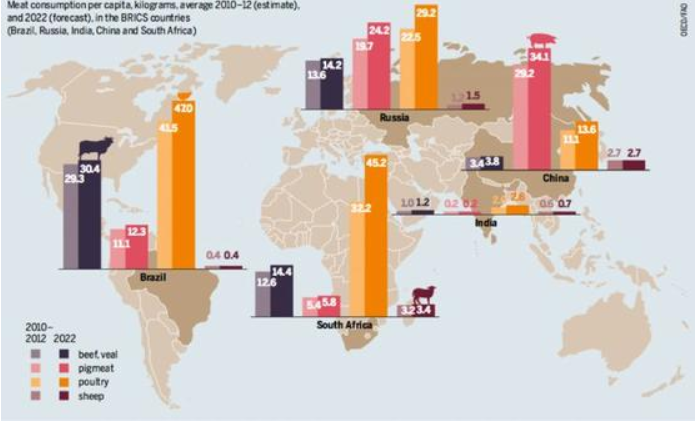 Meat consumption per capita, kilograms, average 2010–12 (estimate),
and 2022 (forecast), in the BRICS countries
(Brazil, Russia, India, China and South Africa)
OECD/FAO
13.6 14.2 19.7 24.2 22.5 29.2 1.2 1.5
Russia
3.4 3.8 29.2 34.1 11.1 13.6 2.7 2.7
China
29.3 30.4 11.1 12.3 41.5 47.0 0.4 0.4
Brazil
1.0 1.2 0.2 0.2 0.6 0.7
India
12.6 14.4 5.4 5.8 32.2 45.2 3.2 3.4
South Africa
2010–
2012 2022
beef, veal
pigmeat
poultry
sheep